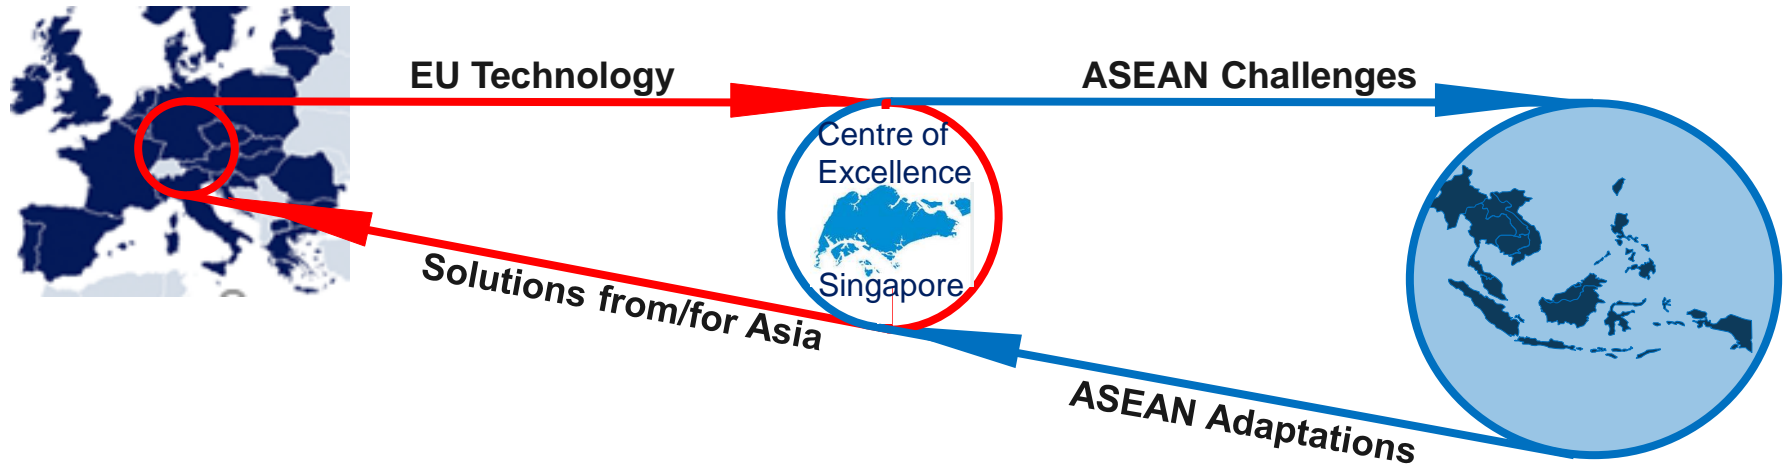 EU Technology
ASEAN Challenges
Centre of
Excellence
Singapore
Solutions from/for Asia
ASEAN Adaptations